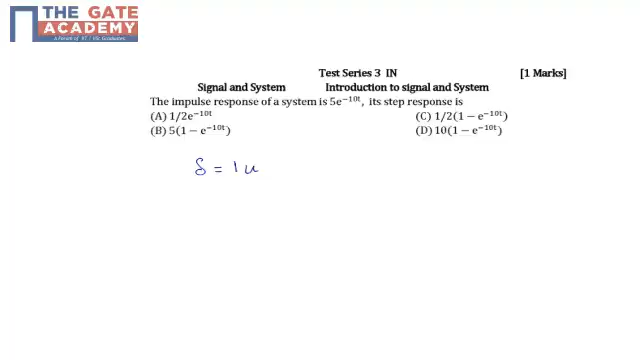 THE GATE
ACADEMY
A Forum of IIT / IISc Graduates
Test Series 3 IN [1 Marks]
Signal and System Introduction to signal and System
The impulse response of a system is 5e⁻¹⁰ᵗ, its step response is
(A) 1/2e⁻¹⁰ᵗ (C) 1/2(1 − e⁻¹⁰ᵗ)
(B) 5(1 − e⁻¹⁰ᵗ) (D) 10(1 − e⁻¹⁰ᵗ)
δ = 1 u